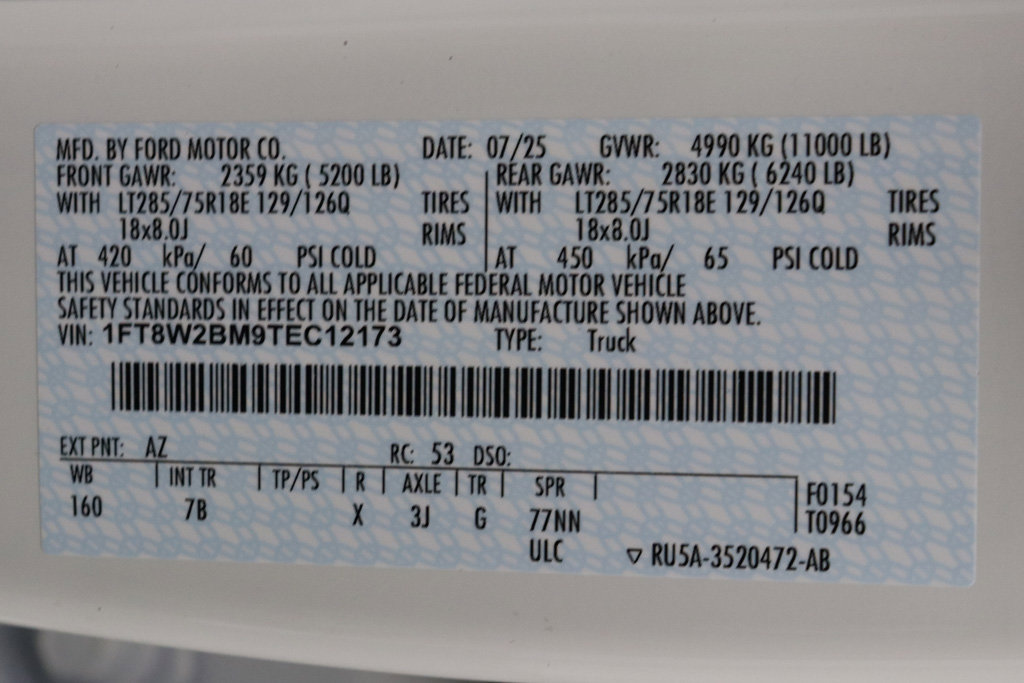 MFD. BY FORD MOTOR CO. DATE: 07/25 GVWR: 4990 KG (11000 LB)
FRONT GAWR: 2359 KG ( 5200 LB) REAR GAWR: 2830 KG ( 6240 LB)
WITH LT285/75R18E 129/126Q TIRES WITH LT285/75R18E 129/126Q TIRES
18x8.0J RIMS 18x8.0J RIMS
AT 420 kPa/ 60 PSI COLD AT 450 kPa/ 65 PSI COLD
THIS VEHICLE CONFORMS TO ALL APPLICABLE FEDERAL MOTOR VEHICLE
SAFETY STANDARDS IN EFFECT ON THE DATE OF MANUFACTURE SHOWN ABOVE.
VIN: 1FT8W2BM9TEC12173 TYPE: Truck
EXT PNT: AZ RC: 53 DSO:
WB INT TR TP/PS R AXLE TR SPR
160 7B X 3J G 77NN
F0154
T0966
ULC RU5A-3520472-AB